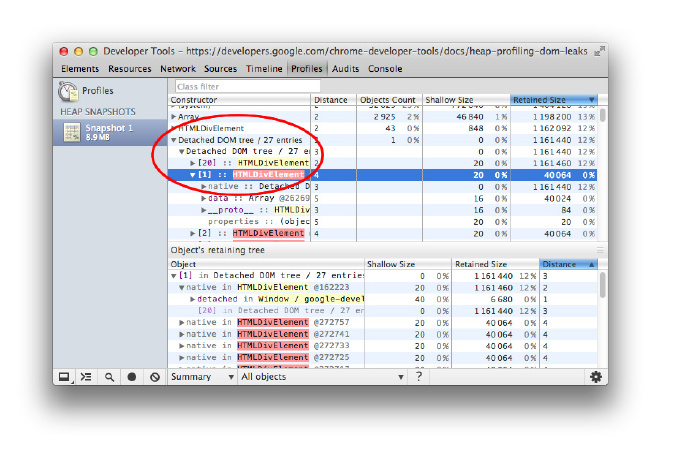 Developer Tools - https://developers.google.com/chrome-developer-tools/docs/heap-profiling-dom-leaks
Elements Resources Network Sources Timeline Profiles Audits Console
Profiles
HEAP SNAPSHOTS
Snapshot 1
8.9MB
Class filter
Constructor Distance Objects Count Shallow Size Retained Size ▼
▶Array 2 2 925 2% 46 840 1% 1 198 200 13%
▶HTMLDivElement 2 43 0% 848 0% 1 162 092 12%
▼Detached DOM tree / 27 entries 1 0% 0 0% 1 161 440 12%
▼Detached DOM tree / 27 en 3 0 0% 1 161 440 12%
▶[20] :: HTMLDivElement 2 20 0% 1 161 460 12%
▼[1] :: HTMLDivElement 4 20 0% 40 064 0%
▶native :: Detached D 3 0 0% 1 161 440 12%
▶data :: Array @26269 5 16 0% 40 024 0%
▶__proto__ :: HTMLDiv 3 16 0% 84 0%
properties :: (objec 5 20 0% 20 0%
▶[2] :: HTMLDivElement 4 20 0% 40 064 0%
Object's retaining tree
Object Shallow Size Retained Size Distance ▲
▼[1] in Detached DOM tree / 27 entries 0 0% 1 161 440 12% 3
▼native in HTMLDivElement @162223 20 0% 1 161 460 12% 2
▶detached in Window / google-devel 40 0% 6 680 0% 1
[20] in Detached DOM tree / 27 en 0 0% 1 161 440 12% 3
▶native in HTMLDivElement @272757 20 0% 40 064 0% 4
▶native in HTMLDivElement @272741 20 0% 40 064 0% 4
▶native in HTMLDivElement @272733 20 0% 40 064 0% 4
▶native in HTMLDivElement @272725 20 0% 40 064 0% 4
Summary ▼ All objects ▼ ?